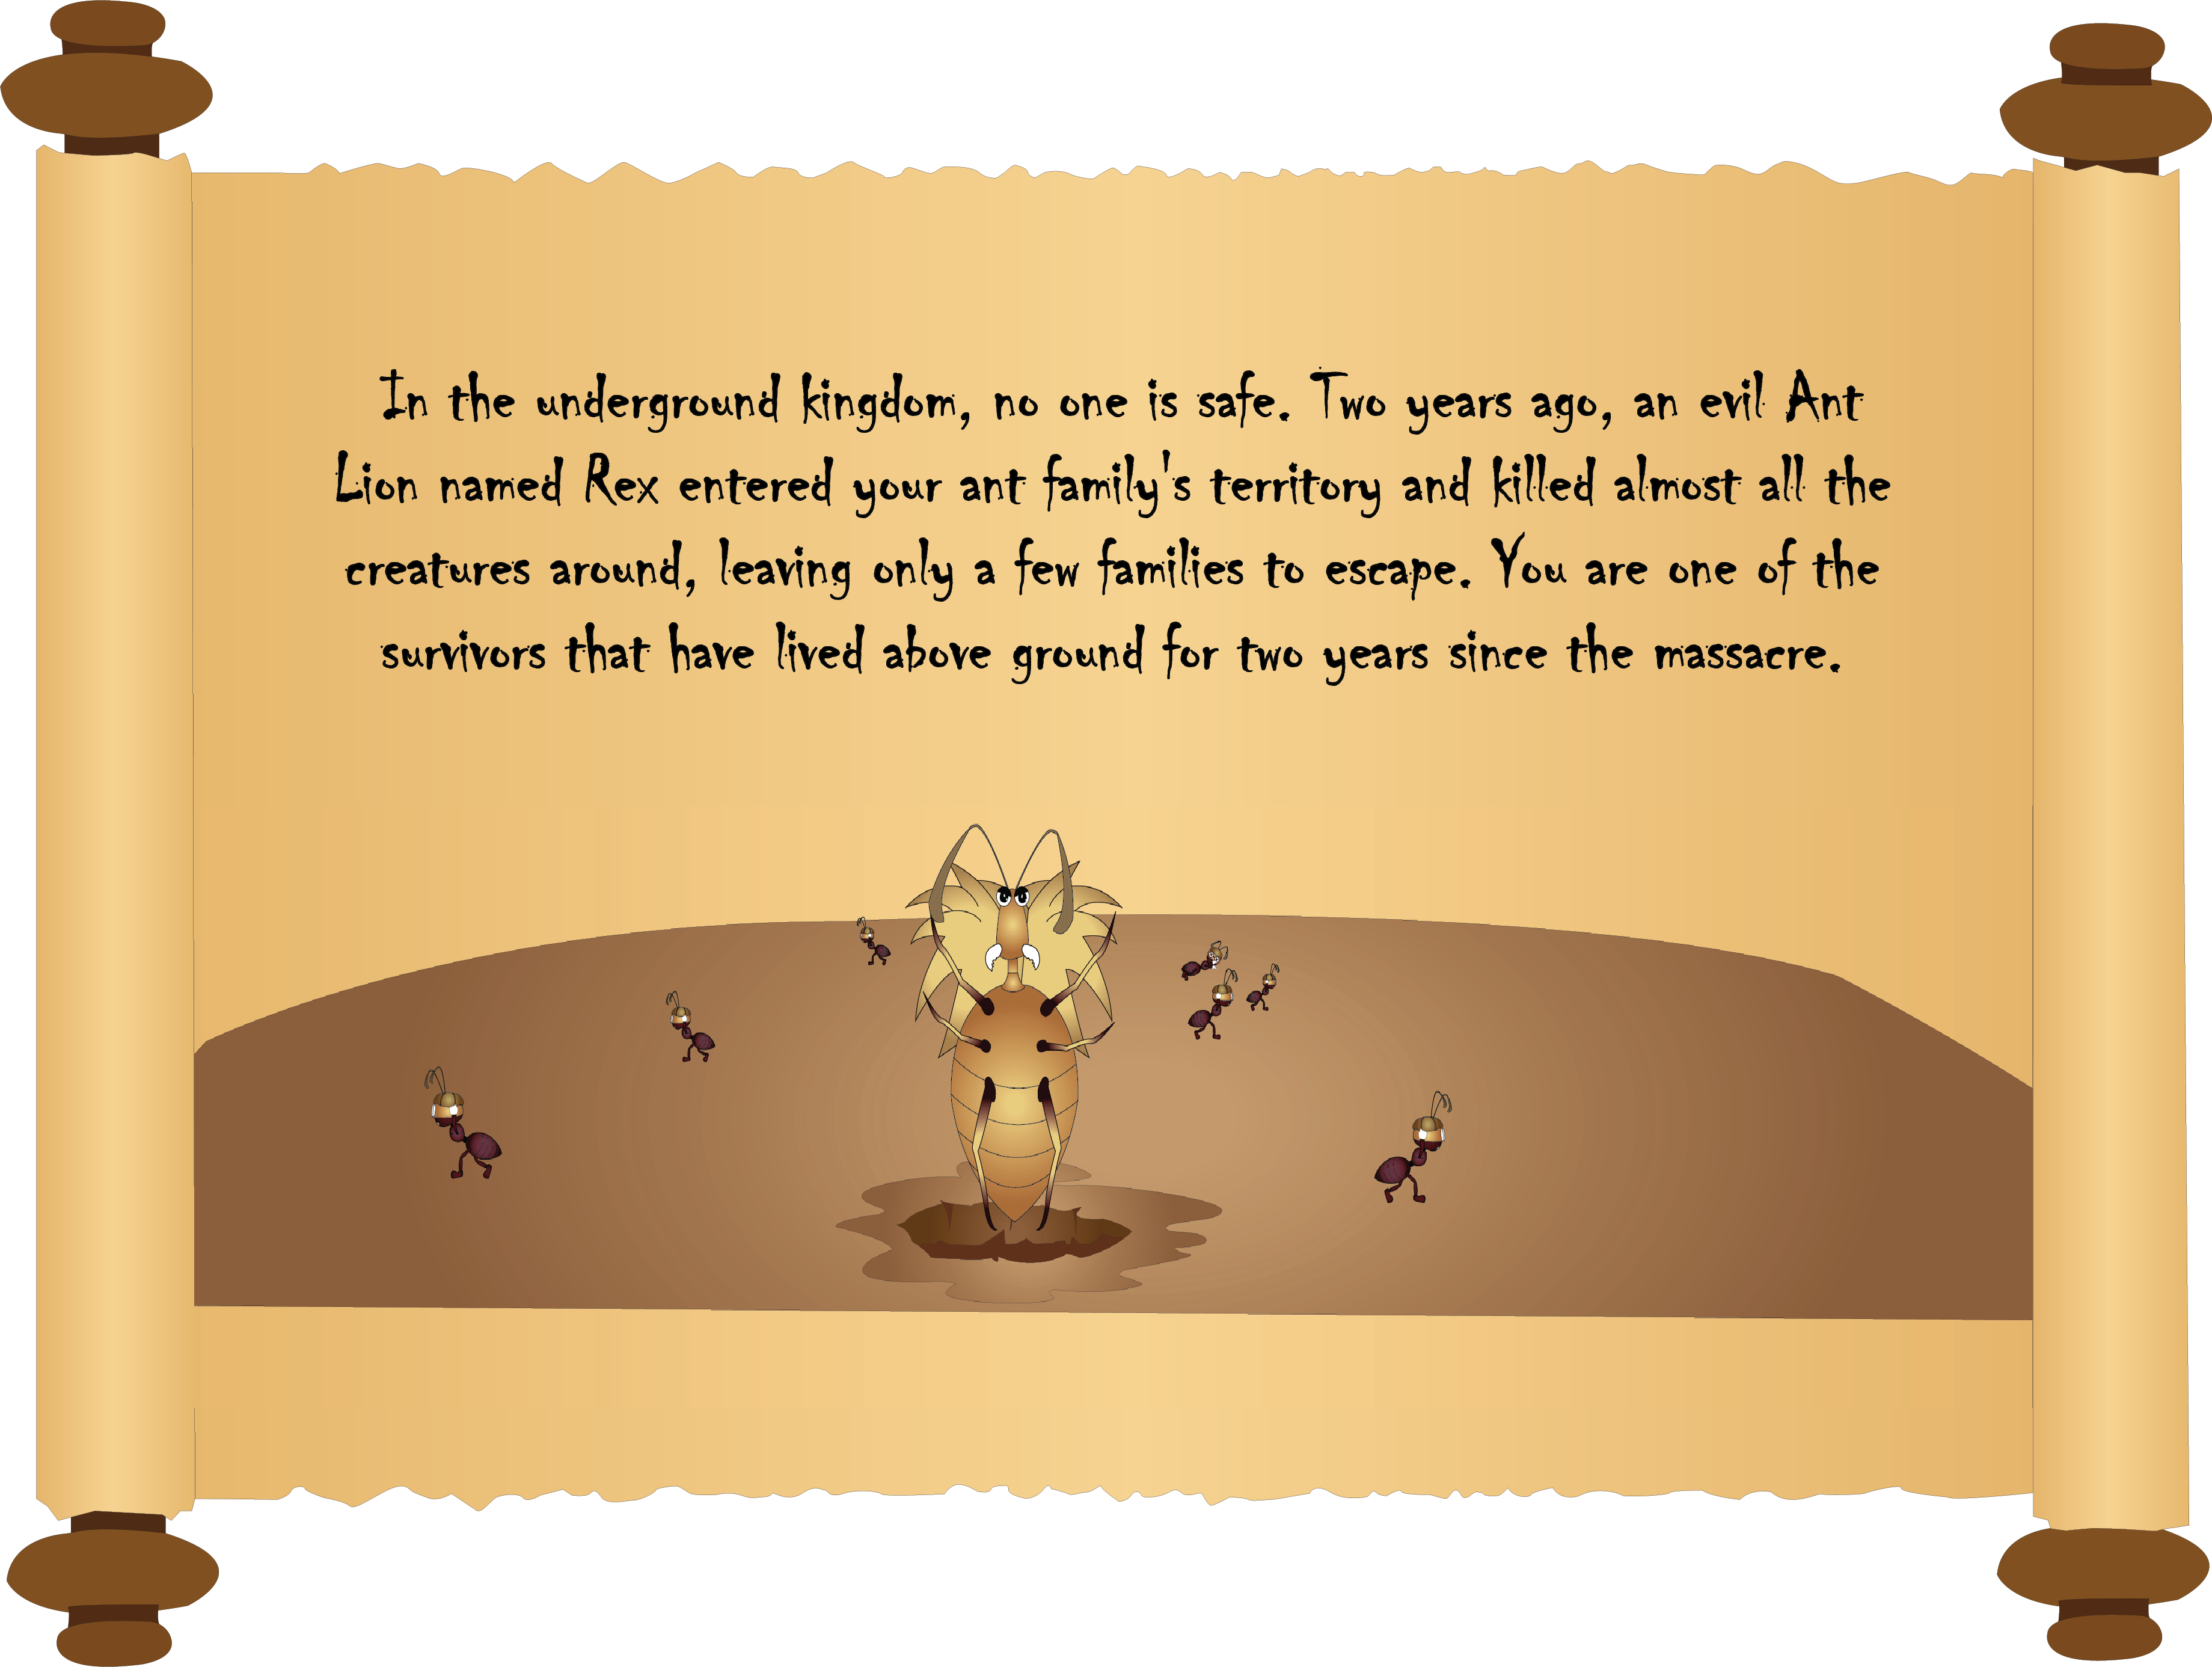 In the underground kingdom, no one is safe. Two years ago, an evil Ant
Lion named Rex entered your ant family's territory and killed almost all the
creatures around, leaving only a few families to escape. You are one of the
survivors that have lived above ground for two years since the massacre.